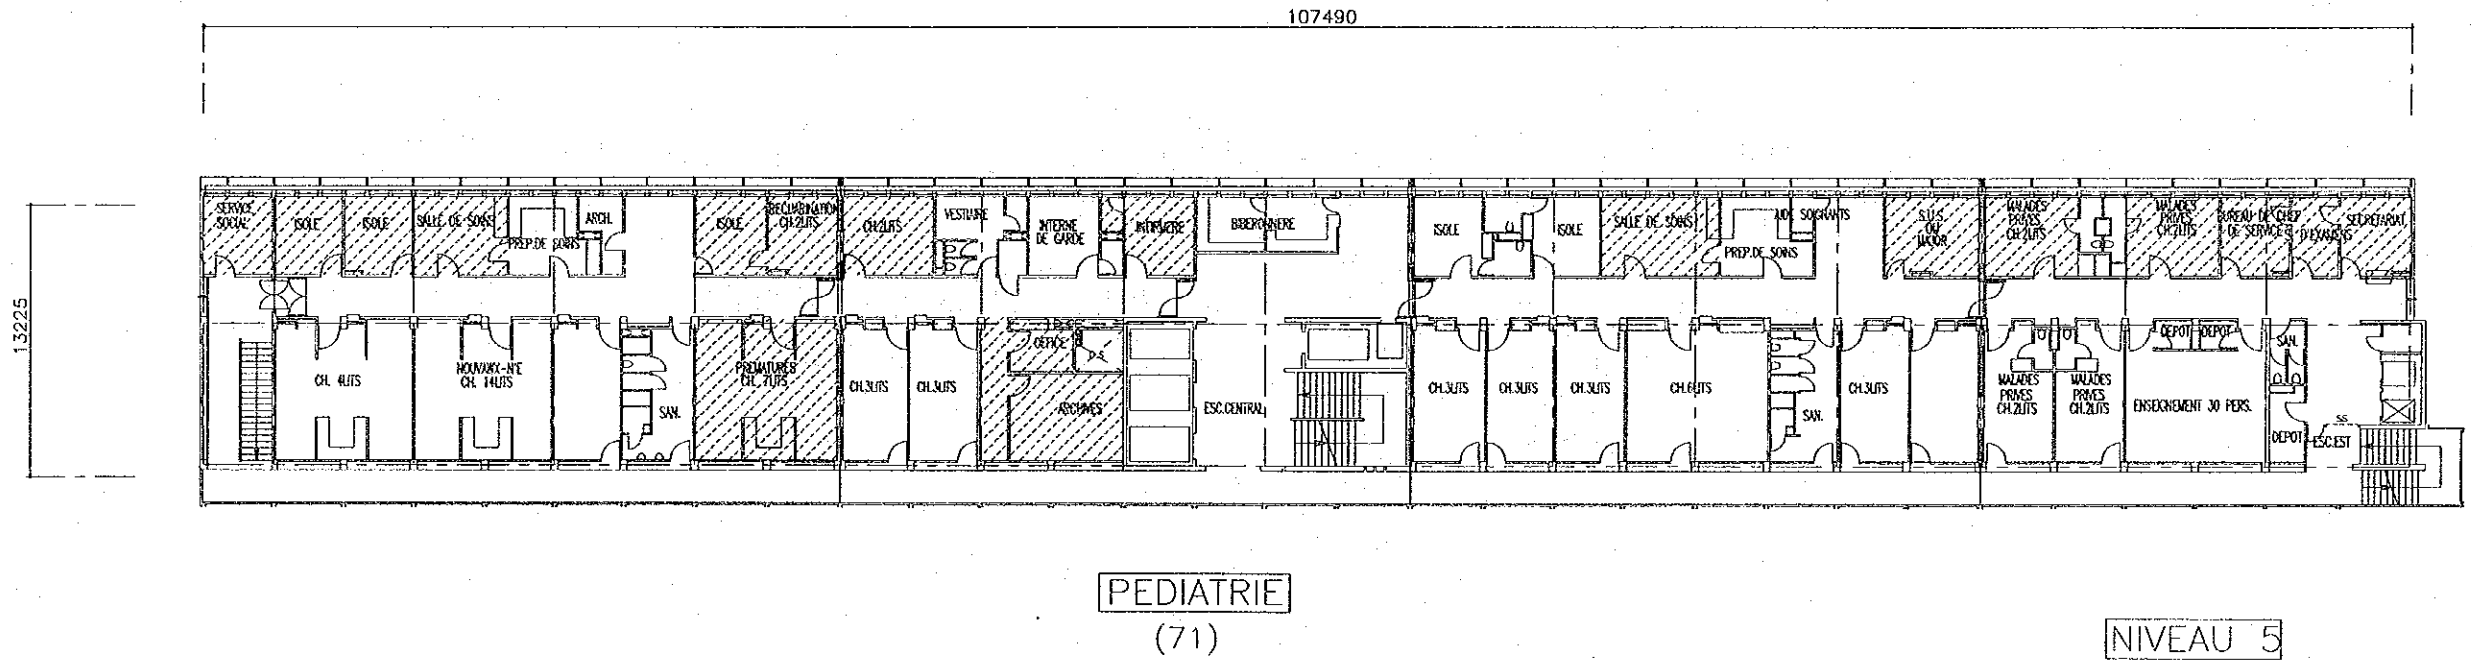 107490
13225
SERVICE
SOCIAL
ISOLE
ISOLE
SALLE DE SOINS
PREP.DE SOINS
ARCH.
ISOLE
CH.2LITS
CH.2LITS
VESTIAIRE
INTERNE
DE GARDE
INFIRMIERE
BIBERONNERIE
ISOLE
ISOLE
SALLE DE SOINS
AIDE SOIGNANTS
PREP.DE SOINS
S.U.S
OU
MAJOR
MALADES
PRIVES
CH.2LITS
MALADES
PRIVES
CH.2LITS
BUREAU DE CHEF
DE SERVICE
D'EXAMENS
SECRETARIAT
CH. 4LITS
NOUVAUX-N'E
CH. 14LITS
SAN.
PREMATURES
CH. 7LITS
CH.3LITS
CH.3LITS
OFFICE
D.S.
ARCHIVES
ESC.CENTRAL
CH.3LITS
CH.3LITS
CH.3LITS
CH.6LITS
SAN.
CH.3LITS
MALADES
PRIVES
CH.2LITS
MALADES
PRIVES
CH.2LITS
DEPOT
DEPOT
ENSEIGNEMENT 30 PERS.
SAN.
DEPOT
SS
ESC.EST
PEDIATRIE
(71)
NIVEAU 5